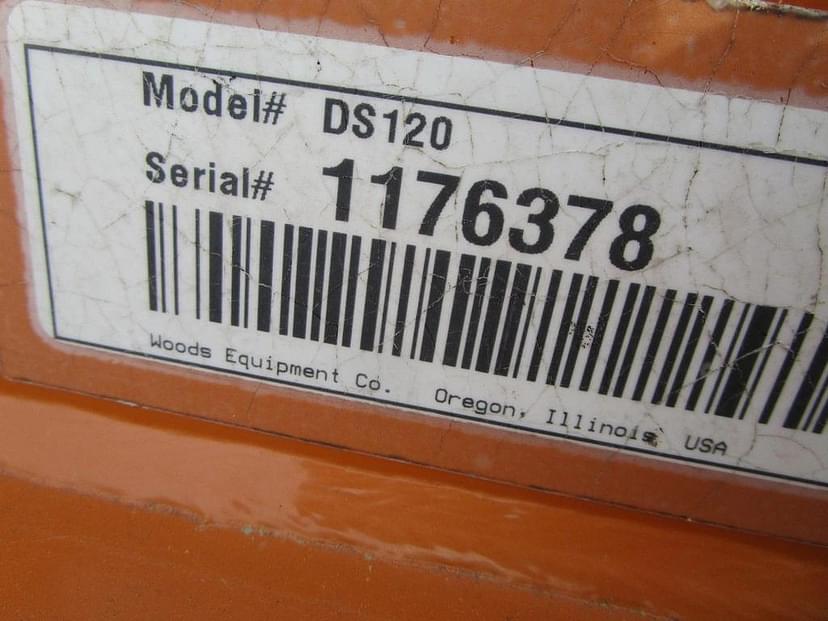 Model# DS120
Serial# 1176378
Woods Equipment Co. Oregon, Illinois, USA